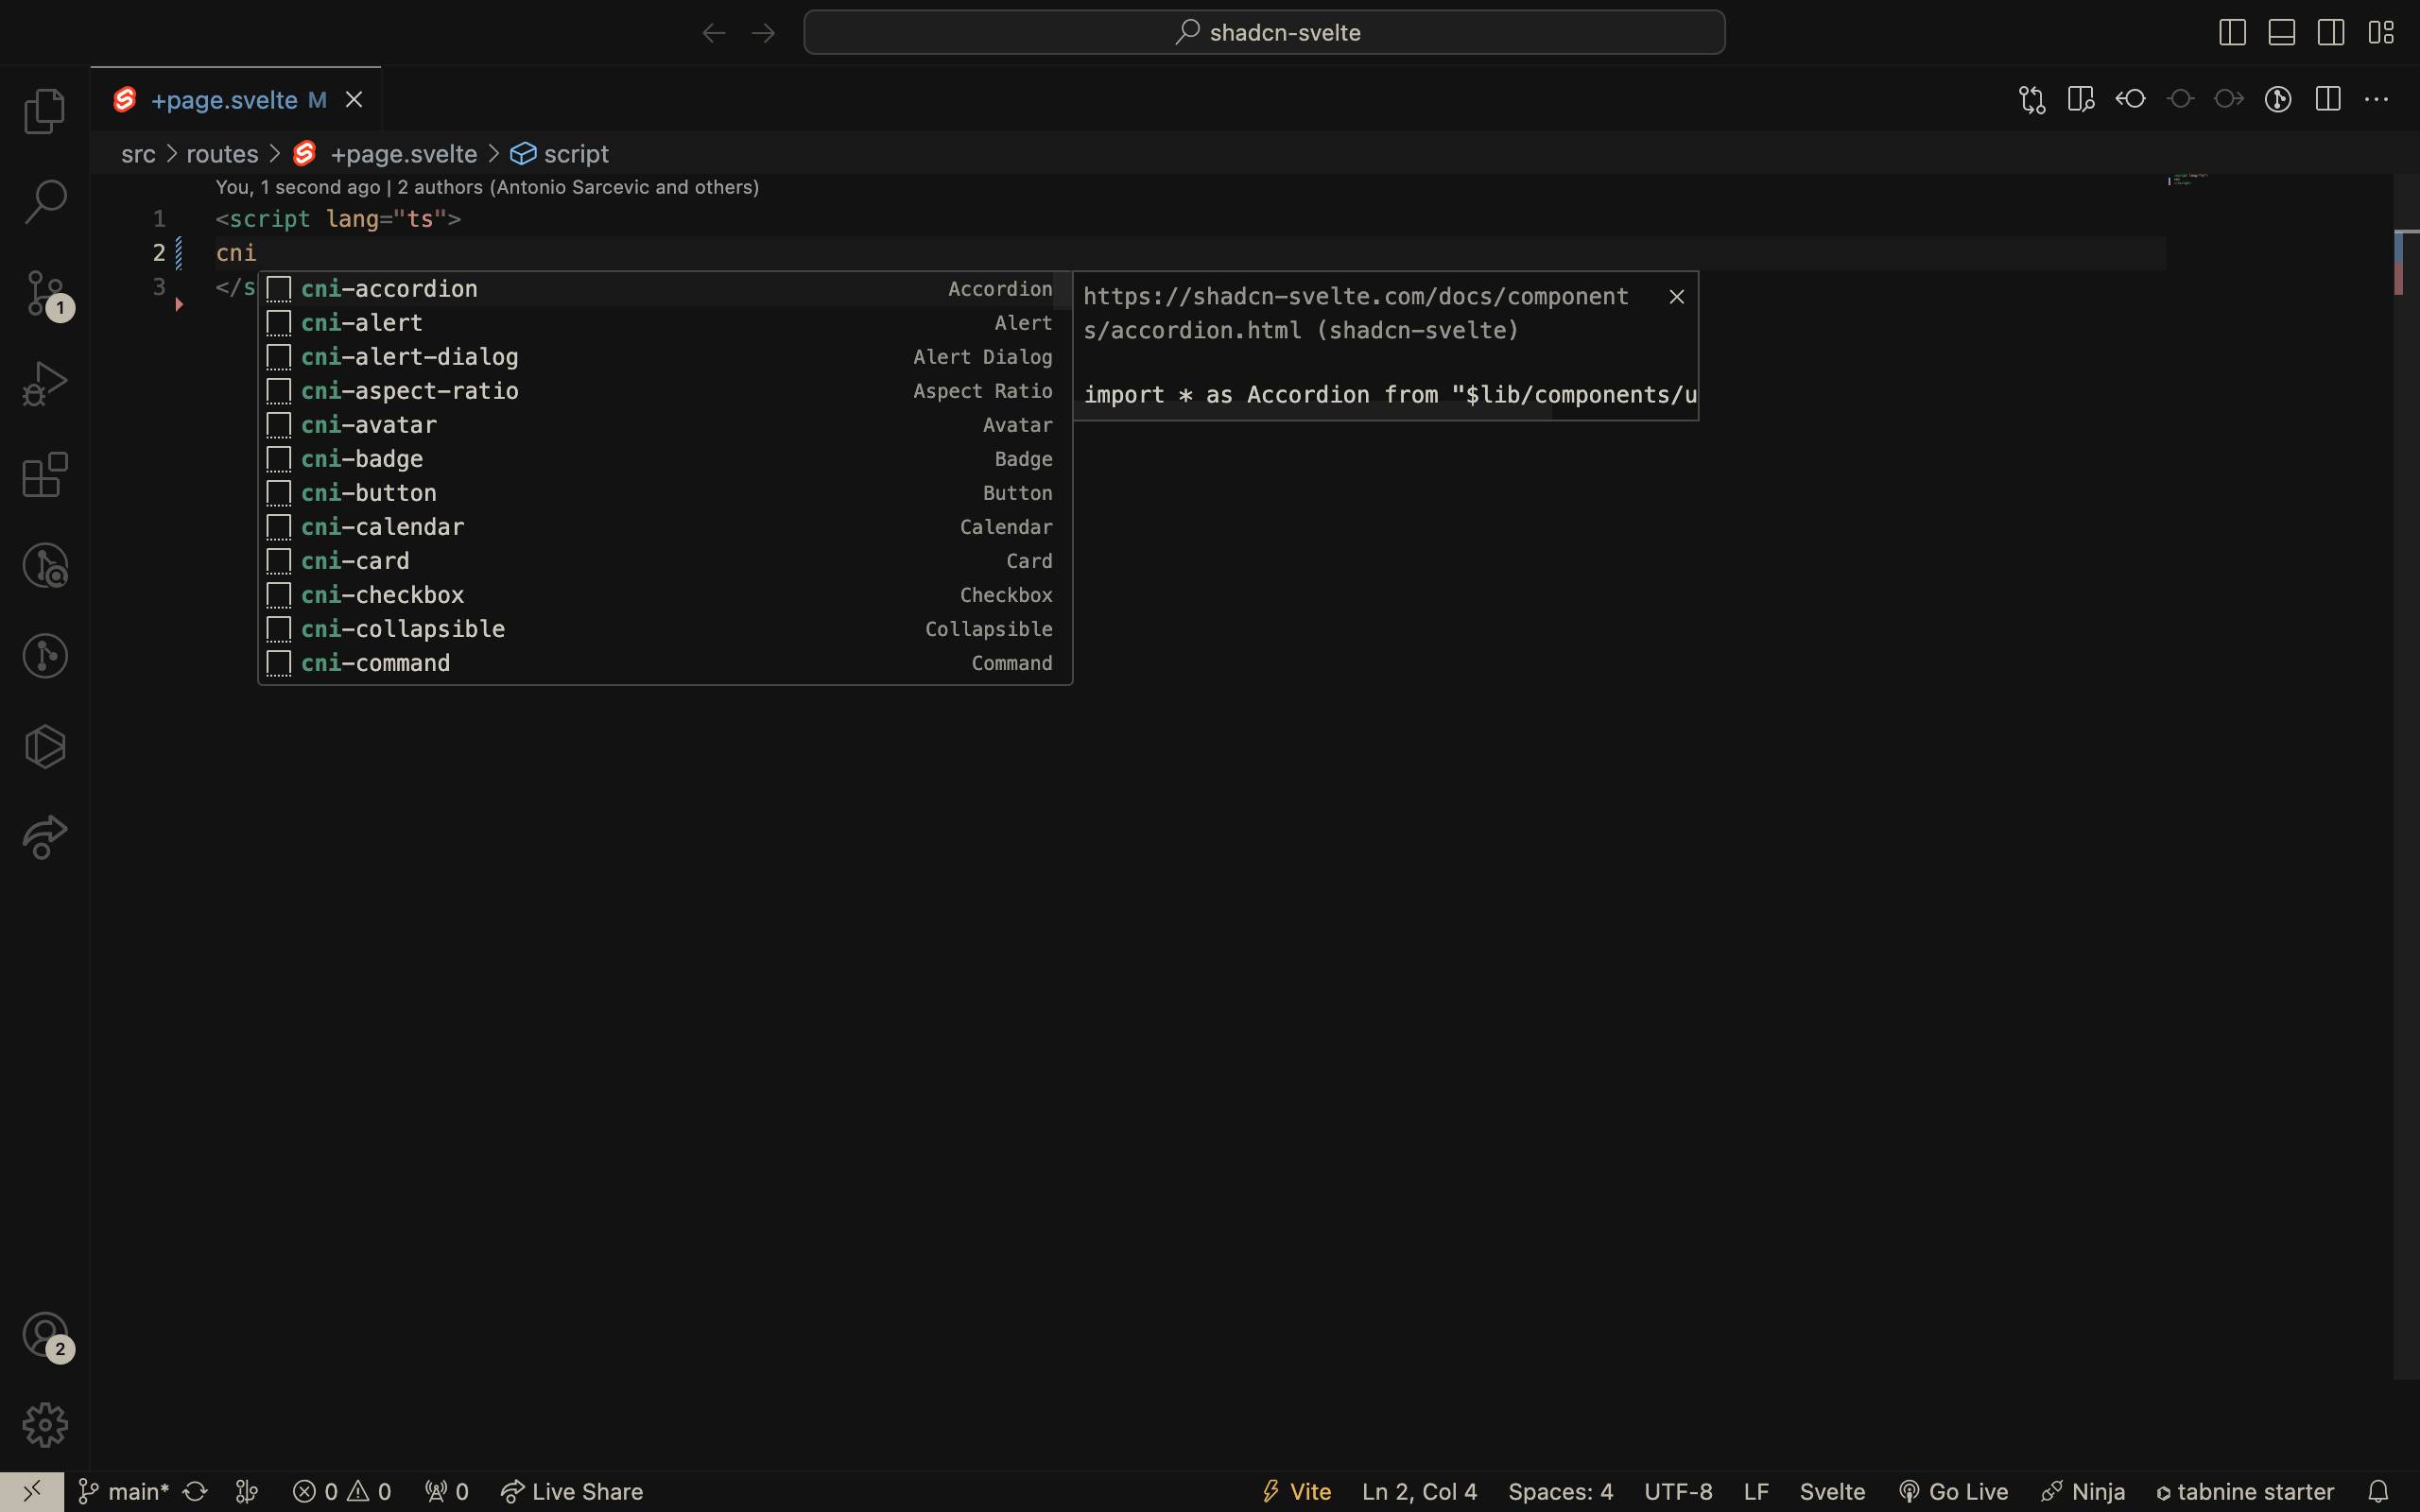 shadcn-svelte
+page.svelte M
src > routes > +page.svelte > script
You, 1 second ago | 2 authors (Antonio Sarcevic and others)
1 <script lang="ts">
2 cni
3 </s
cni-accordion Accordion
cni-alert Alert
cni-alert-dialog Alert Dialog
cni-aspect-ratio Aspect Ratio
cni-avatar Avatar
cni-badge Badge
cni-button Button
cni-calendar Calendar
cni-card Card
cni-checkbox Checkbox
cni-collapsible Collapsible
cni-command Command
https://shadcn-svelte.com/docs/component
s/accordion.html (shadcn-svelte)
import * as Accordion from "$lib/components/u
1
2
main* 0 0 0 Live Share Vite Ln 2, Col 4 Spaces: 4 UTF-8 LF Svelte Go Live Ninja tabnine starter